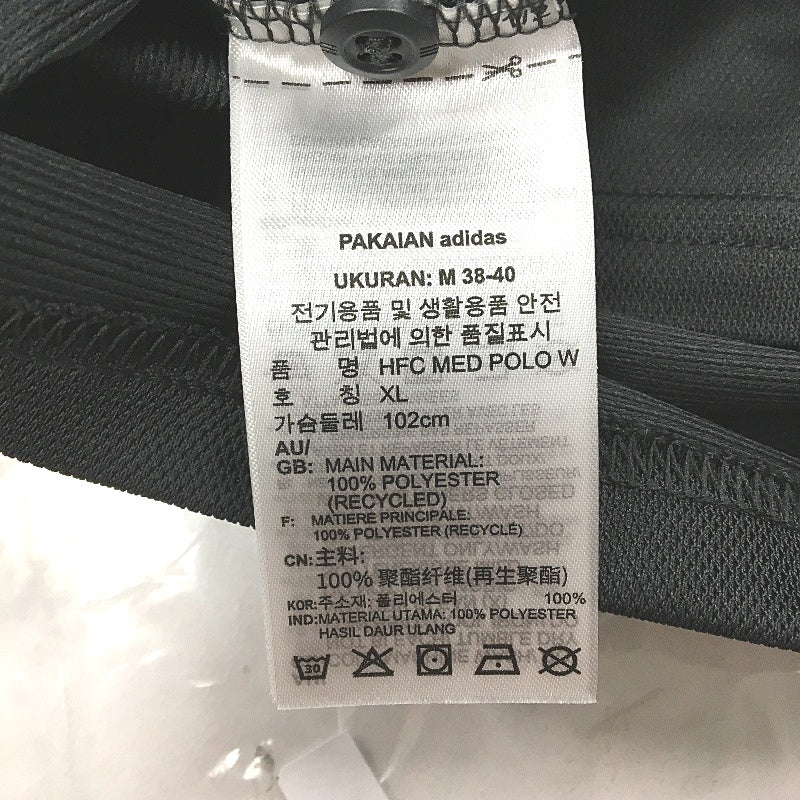 PAKAIAN adidas
UKURAN: M 38-40
전기용품 및 생활용품 안전
관리법에 의한 품질표시
품 명 HFC MED POLO W
호 칭 XL
가슴둘레 102cm
AU/
GB: MAIN MATERIAL:
100% POLYESTER
(RECYCLED)
F: MATIERE PRINCIPALE:
100% POLYESTER (RECYCLÉ)
CN: 主料:
100% 聚酯纤维(再生聚酯)
KOR: 주소재: 폴리에스터 100%
IND: MATERIAL UTAMA: 100% POLYESTER
HASIL DAUR ULANG
30